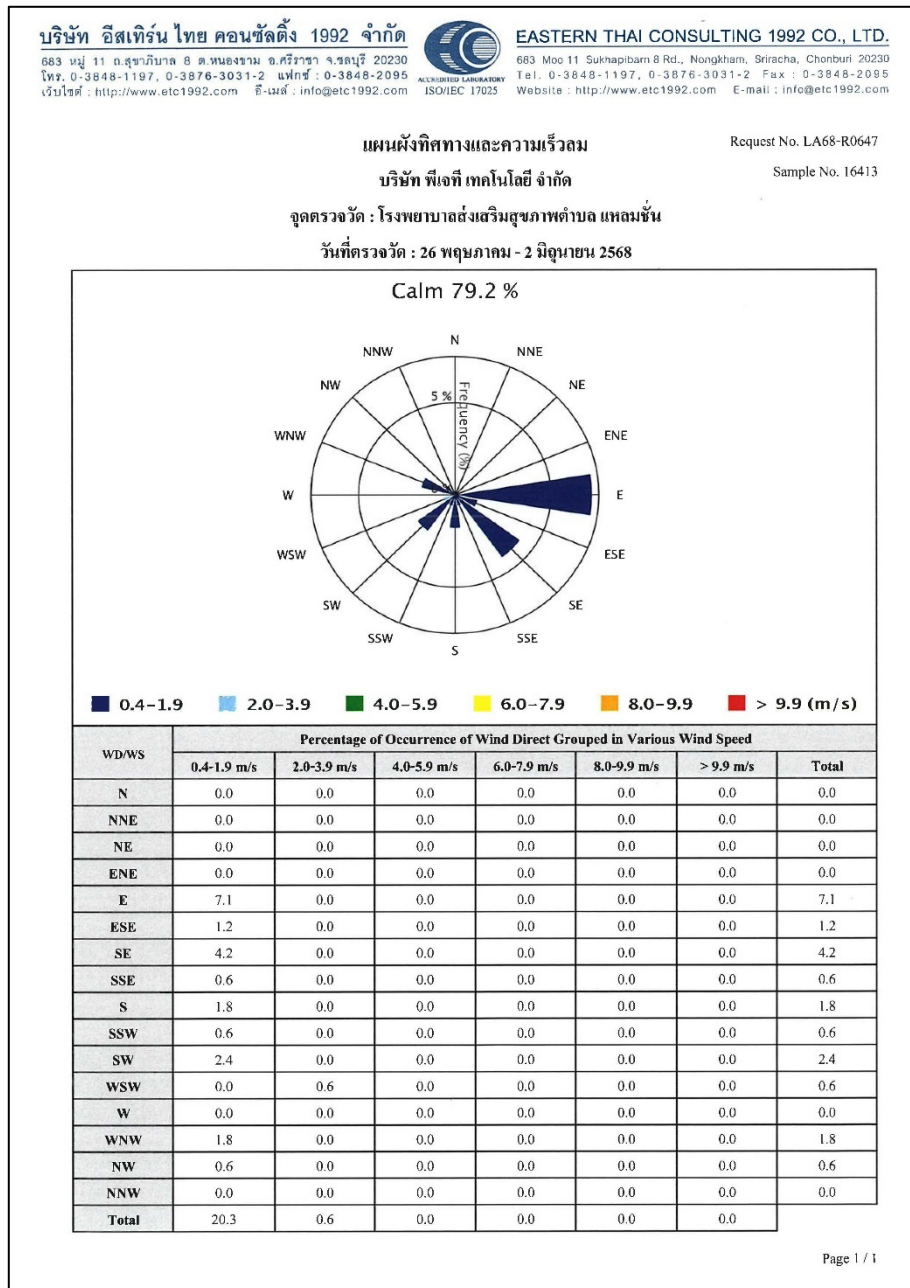 บริษัท อีสเทิร์น ไทย คอนซัลติ้ง 1992 จำกัด
683 หมู่ 11 ถ.สุขาภิบาล 8 ต.หนองขาม อ.ศรีราชา จ.ชลบุรี 20230
โทร. 0-3848-1197, 0-3876-3031-2 แฟกซ์ : 0-3848-2095
เว็บไซต์ : http://www.etc1992.com อี-เมล์ : info@etc1992.com
ACCREDITED LABORATORY
ISO/IEC 17025
EASTERN THAI CONSULTING 1992 CO., LTD.
683 Moo 11 Sukhapibarn 8 Rd., Nongkham, Sriracha, Chonburi 20230
Tel. 0-3848-1197, 0-3876-3031-2 Fax : 0-3848-2095
Website : http://www.etc1992.com E-mail : info@etc1992.com
แผนผังทิศทางและความเร็วลม
Request No. LA68-R0647
บริษัท พีเจที เทคโนโลยี จำกัด
Sample No. 16413
จุดตรวจวัด : โรงพยาบาลส่งเสริมสุขภาพตำบล แหลมชั่น
วันที่ตรวจวัด : 26 พฤษภาคม - 2 มิถุนายน 2568
Calm 79.2 %
N
NNW NNE
NW NE
5 %
Frequency (%)
WNW ENE
W E
WSW ESE
SW SE
SSW SSE
S
0.4-1.9 2.0-3.9 4.0-5.9 6.0-7.9 8.0-9.9 > 9.9 (m/s)
WD/WS Percentage of Occurrence of Wind Direct Grouped in Various Wind Speed
0.4-1.9 m/s 2.0-3.9 m/s 4.0-5.9 m/s 6.0-7.9 m/s 8.0-9.9 m/s > 9.9 m/s Total
N 0.0 0.0 0.0 0.0 0.0 0.0 0.0
NNE 0.0 0.0 0.0 0.0 0.0 0.0 0.0
NE 0.0 0.0 0.0 0.0 0.0 0.0 0.0
ENE 0.0 0.0 0.0 0.0 0.0 0.0 0.0
E 7.1 0.0 0.0 0.0 0.0 0.0 7.1
ESE 1.2 0.0 0.0 0.0 0.0 0.0 1.2
SE 4.2 0.0 0.0 0.0 0.0 0.0 4.2
SSE 0.6 0.0 0.0 0.0 0.0 0.0 0.6
S 1.8 0.0 0.0 0.0 0.0 0.0 1.8
SSW 0.6 0.0 0.0 0.0 0.0 0.0 0.6
SW 2.4 0.0 0.0 0.0 0.0 0.0 2.4
WSW 0.0 0.6 0.0 0.0 0.0 0.0 0.6
W 0.0 0.0 0.0 0.0 0.0 0.0 0.0
WNW 1.8 0.0 0.0 0.0 0.0 0.0 1.8
NW 0.6 0.0 0.0 0.0 0.0 0.0 0.6
NNW 0.0 0.0 0.0 0.0 0.0 0.0 0.0
Total 20.3 0.6 0.0 0.0 0.0 0.0
Page 1 / 1